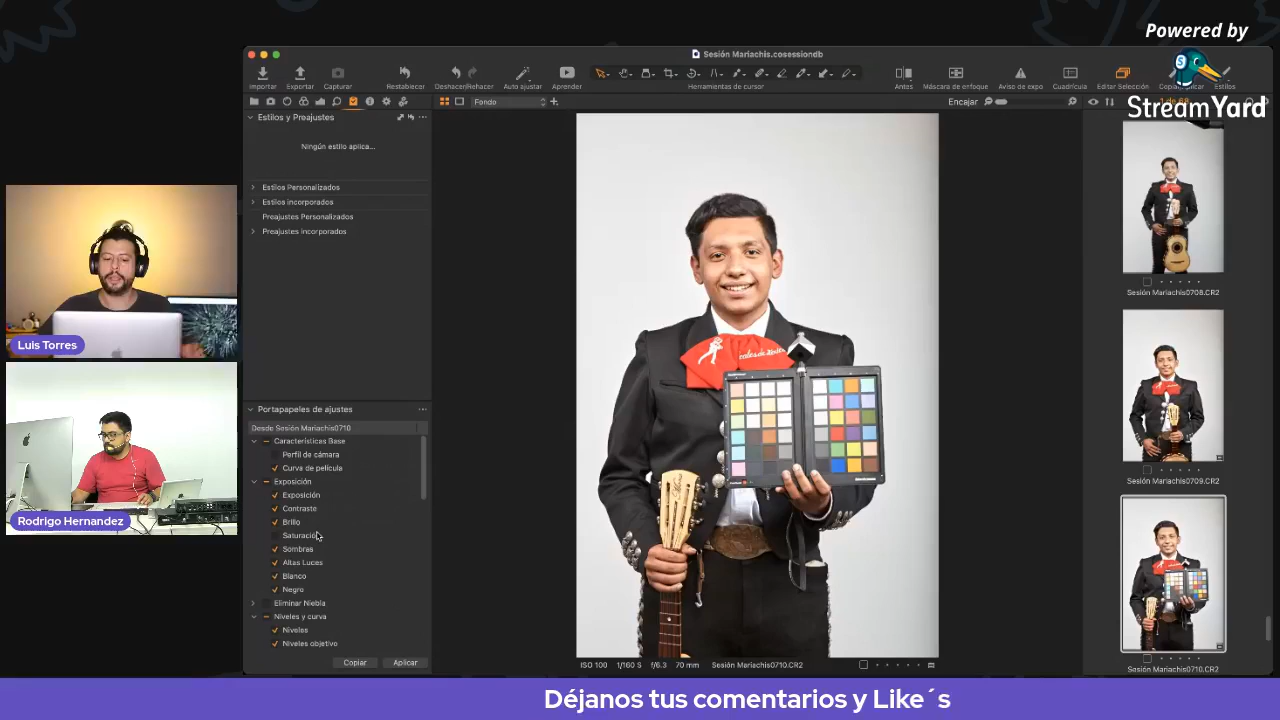 Powered by
StreamYard
Sesión Mariachis.cosessiondb
Importar Exportar Capturar Restablecer Deshacer/Rehacer Auto ajustar Aprender Herramientas de cursor Antes Máscara de enfoque Aviso de expo Cuadrícula Editar Selección Estilos
Fondo Encajar
Estilos y Preajustes
Ningún estilo aplica...
Estilos Personalizados
Estilos incorporados
Preajustes Personalizados
Preajustes Incorporados
Sesión Mariachis0708.CR2
Luis Torres
Portapapeles de ajustes
Desde Sesión Mariachis0710
Características Base
Perfil de cámara
Curva de película
Exposición
Exposición
Contraste
Brillo
Saturación
Sombras
Altas Luces
Blanco
Negro
Eliminar Niebla
Niveles y curva
Niveles
Niveles objetivo
Copiar Aplicar
Sesión Mariachis0709.CR2
Rodrigo Hernandez
ISO 100 1/160 S f/6.3 70 mm Sesión Mariachis0710.CR2
Sesión Mariachis0710.CR2
Déjanos tus comentarios y Like´s